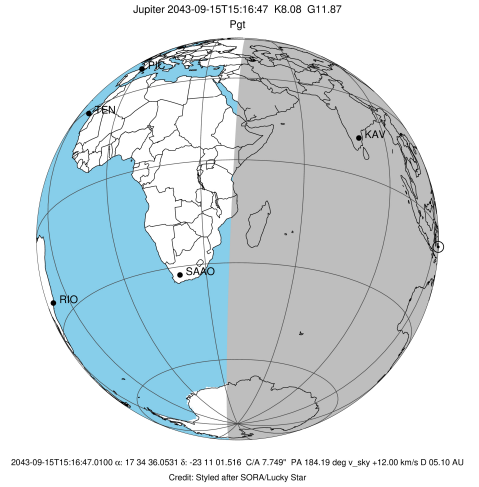 Jupiter 2043-09-15T15:16:47 K8.08 G11.87
Pgt
PIC
TEN
KAV
SAAO
RIO
2043-09-15T15:16:47.0100 α: 17 34 36.0531 δ: -23 11 01.516 C/A 7.749" PA 184.19 deg v_sky +12.00 km/s D 05.10 AU
Credit: Styled after SORA/Lucky Star